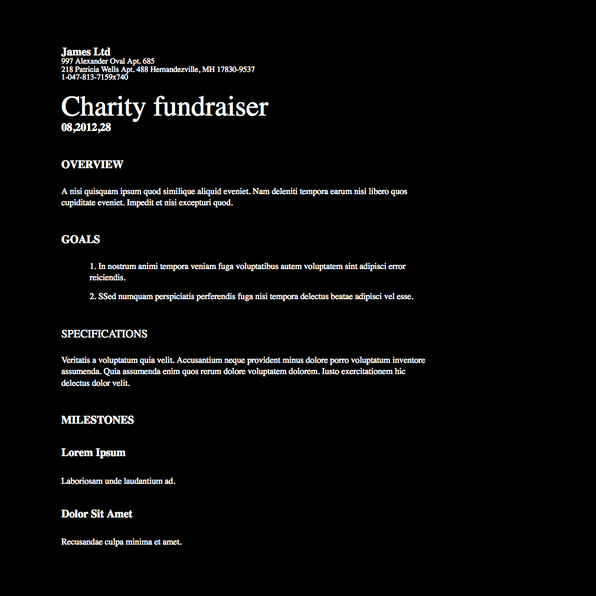 James Ltd
997 Alexander Oval Apt. 685
218 Patricia Wells Apt. 488 Hernandezville, MH 17830-9537
1-047-813-7159x740
Charity fundraiser
08,2012,28
OVERVIEW
A nisi quisquam ipsum quod similique aliquid eveniet. Nam deleniti tempora earum nisi libero quos
cupiditate eveniet. Impedit et nisi excepturi quod.
GOALS
1. In nostrum animi tempora veniam fuga voluptatibus autem voluptatem sint adipisci error
reiciendis.
2. SSed numquam perspiciatis perferendis fuga nisi tempora delectus beatae adipisci vel esse.
SPECIFICATIONS
Veritatis a voluptatum quia velit. Accusantium neque provident minus dolore porro voluptatum inventore
assumenda. Quia assumenda enim quos rerum dolore voluptatem dolorem. Iusto exercitationem hic
delectus dolor velit.
MILESTONES
Lorem Ipsum
Laboriosam unde laudantium ad.
Dolor Sit Amet
Recusandae culpa minima et amet.